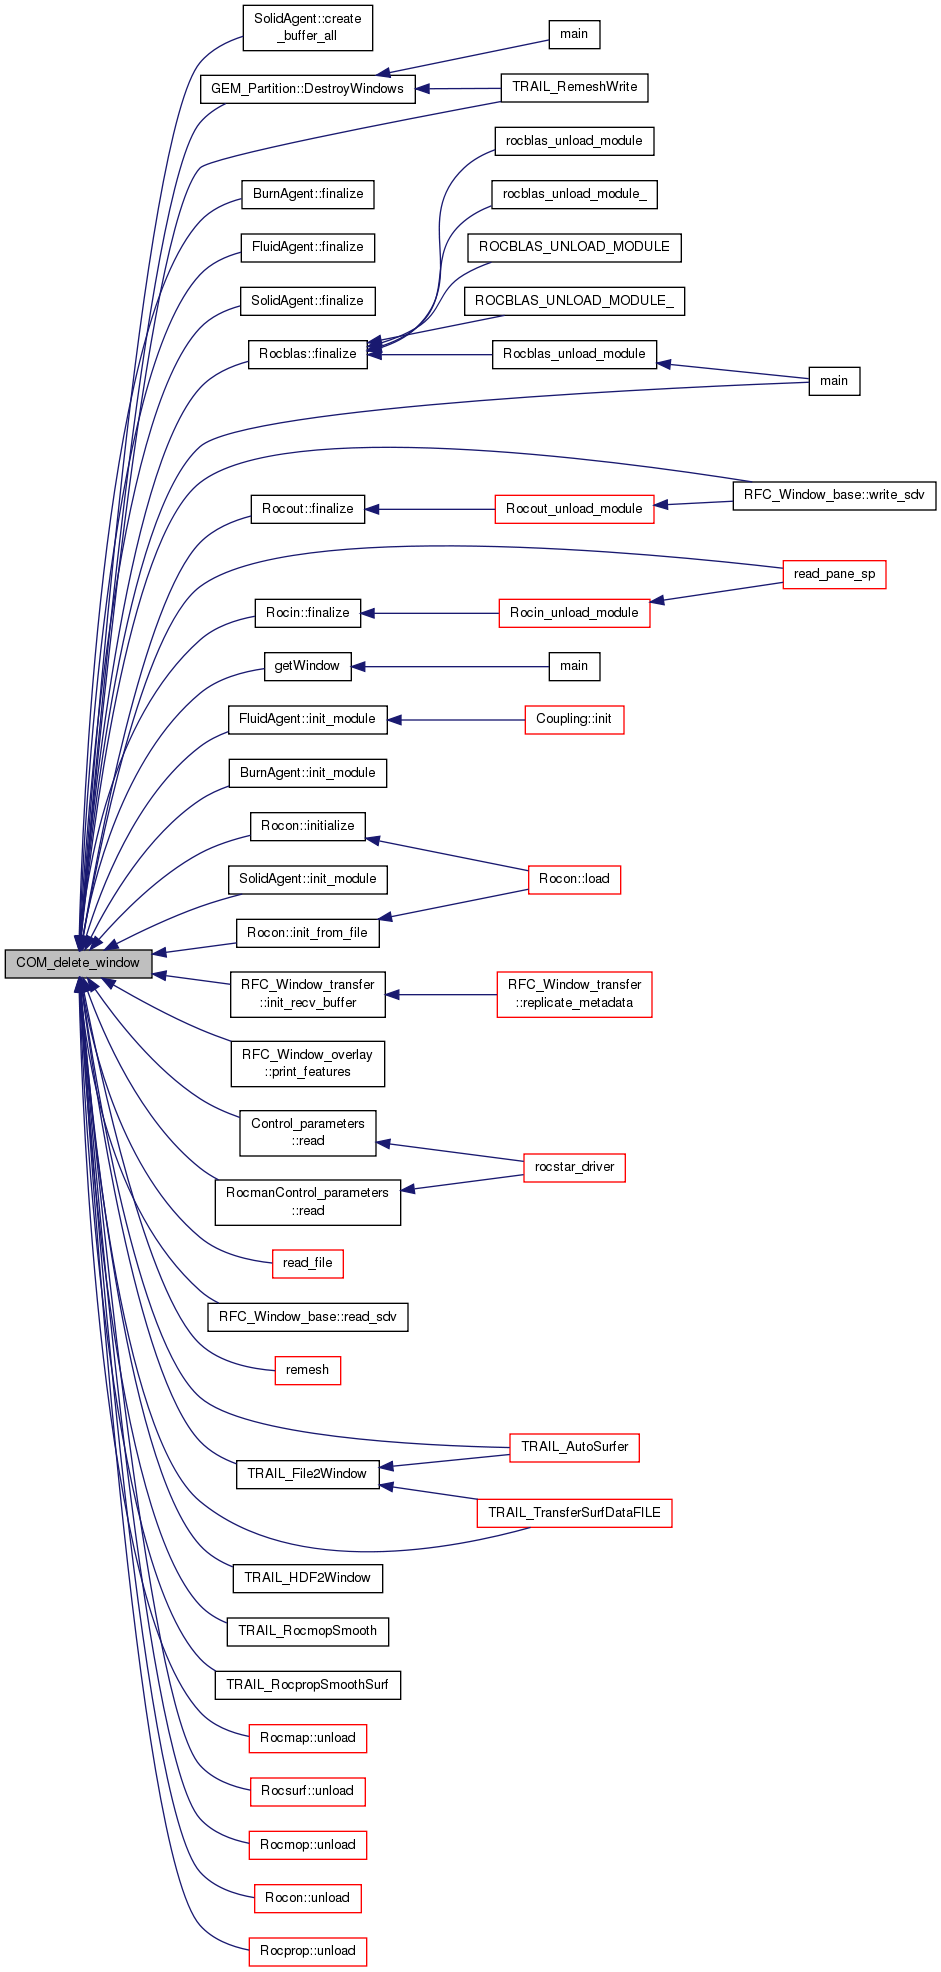 SolidAgent::create
_buffer_all
main
GEM_Partition::DestroyWindows
TRAIL_RemeshWrite
rocblas_unload_module
BurnAgent::finalize
rocblas_unload_module_
FluidAgent::finalize
ROCBLAS_UNLOAD_MODULE
SolidAgent::finalize
ROCBLAS_UNLOAD_MODULE_
Rocblas::finalize
Rocblas_unload_module
main
RFC_Window_base::write_sdv
Rocout::finalize
Rocout_unload_module
read_pane_sp
Rocin::finalize
Rocin_unload_module
getWindow
main
FluidAgent::init_module
Coupling::init
BurnAgent::init_module
Rocon::initialize
SolidAgent::init_module
Rocon::load
Rocon::init_from_file
COM_delete_window
RFC_Window_transfer
::init_recv_buffer
RFC_Window_transfer
::replicate_metadata
RFC_Window_overlay
::print_features
Control_parameters
::read
rocstar_driver
RocmanControl_parameters
::read
read_file
RFC_Window_base::read_sdv
remesh
TRAIL_AutoSurfer
TRAIL_File2Window
TRAIL_TransferSurfDataFILE
TRAIL_HDF2Window
TRAIL_RocmopSmooth
TRAIL_RocpropSmoothSurf
Rocmap::unload
Rocsurf::unload
Rocmop::unload
Rocon::unload
Rocprop::unload